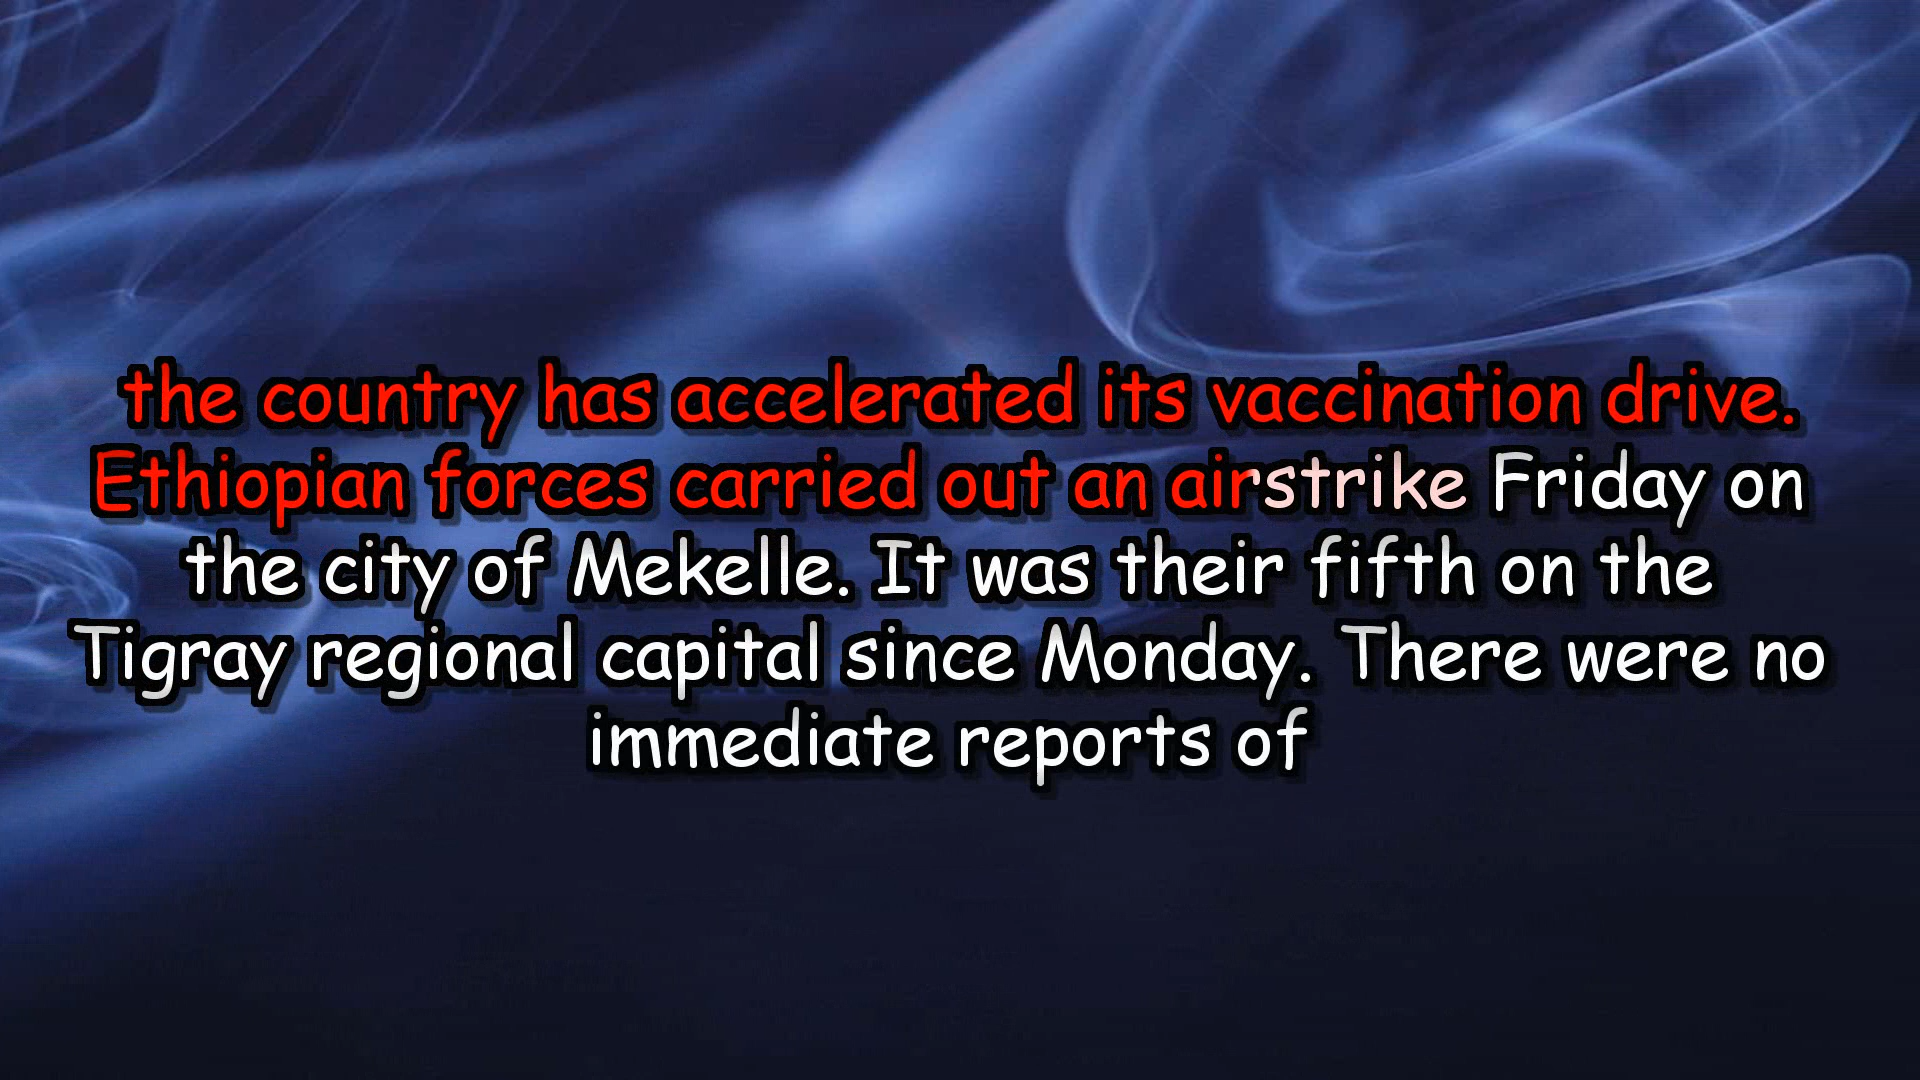 the country has accelerated its vaccination drive.
Ethiopian forces carried out an airstrike Friday on
the city of Mekelle. It was their fifth on the
Tigray regional capital since Monday. There were no
immediate reports of